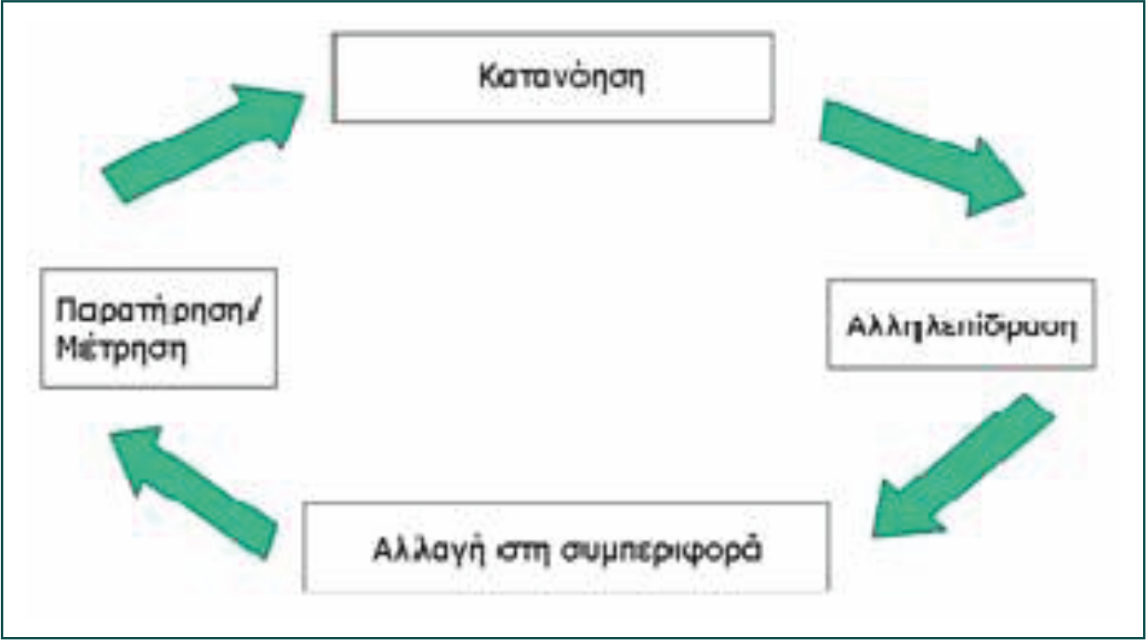 Κατανόηση
Παρατήρηση/
Μέτρηση
Αλληλεπίδραση
Αλλαγή στη συμπεριφορά